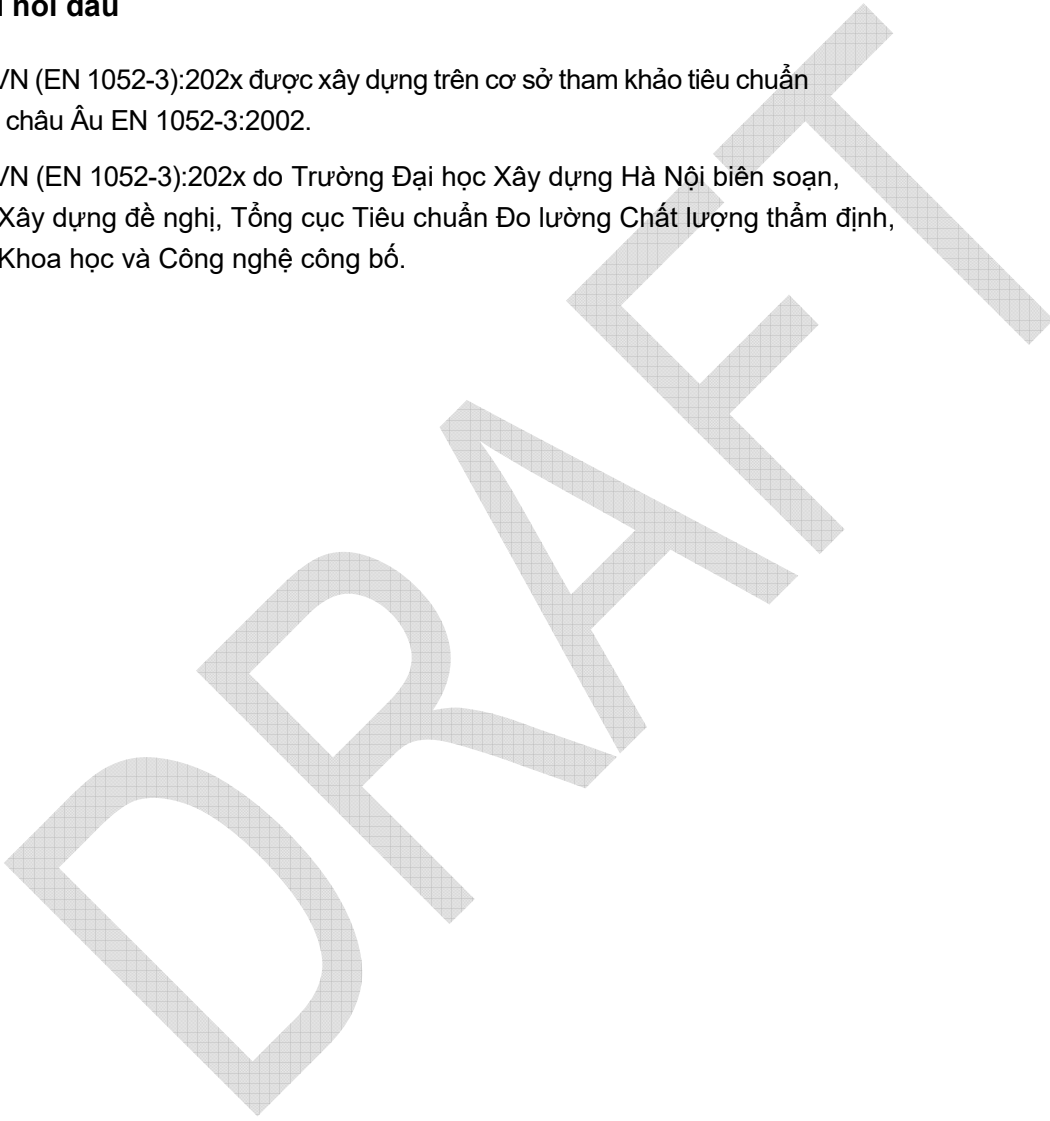 nói đầu
VN (EN 1052-3):202x được xây dựng trên cơ sở tham khảo tiêu chuẩn
châu Âu EN 1052-3:2002.
VN (EN 1052-3):202x do Trường Đại học Xây dựng Hà Nội biên soạn,
Xây dựng đề nghị, Tổng cục Tiêu chuẩn Đo lường Chất lượng thẩm định,
Khoa học và Công nghệ công bố.
DRAFT